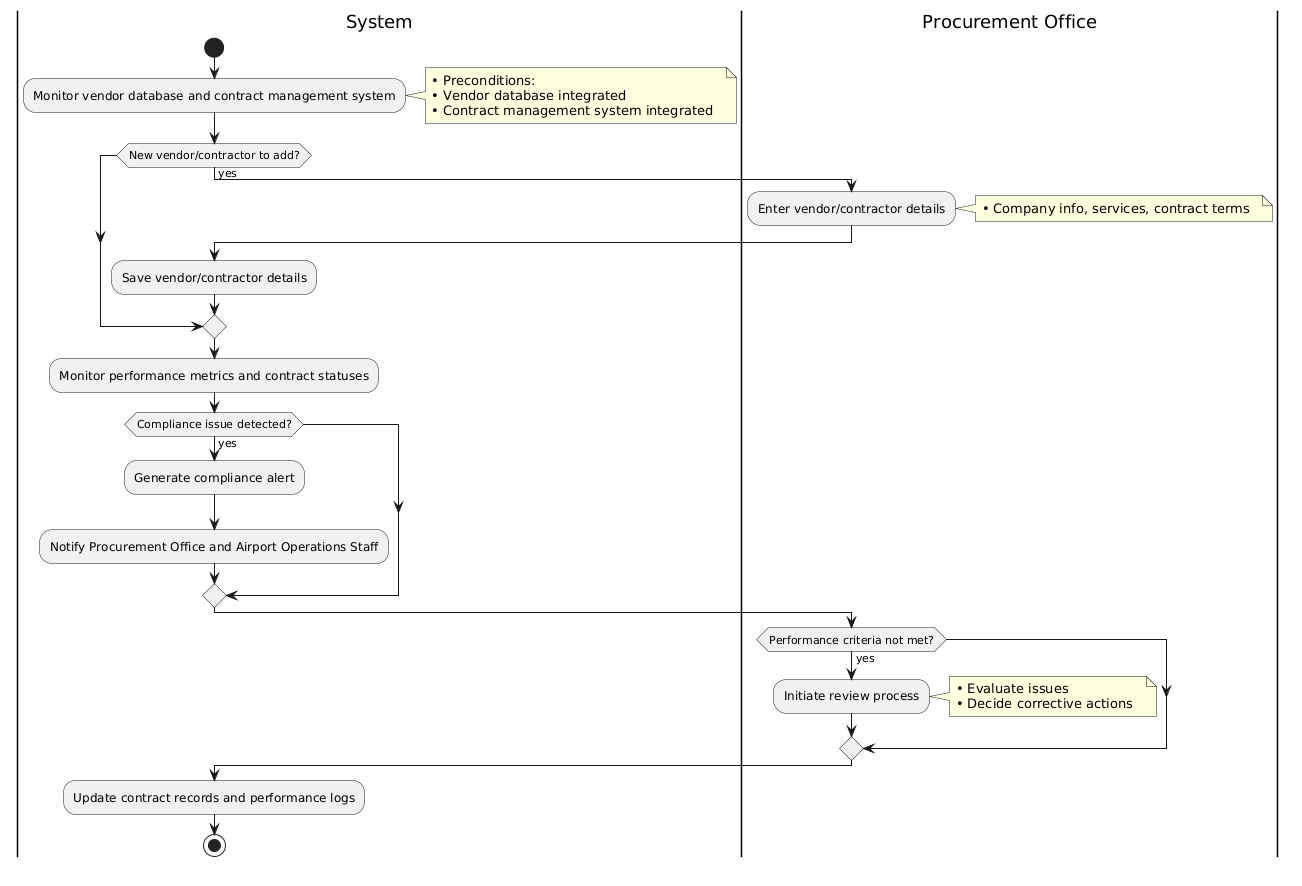 System
Procurement Office
Monitor vendor database and contract management system
• Preconditions:
• Vendor database integrated
• Contract management system integrated
New vendor/contractor to add?
yes
Enter vendor/contractor details
• Company info, services, contract terms
Save vendor/contractor details
Monitor performance metrics and contract statuses
Compliance issue detected?
yes
Generate compliance alert
Notify Procurement Office and Airport Operations Staff
Performance criteria not met?
yes
Initiate review process
• Evaluate issues
• Decide corrective actions
Update contract records and performance logs